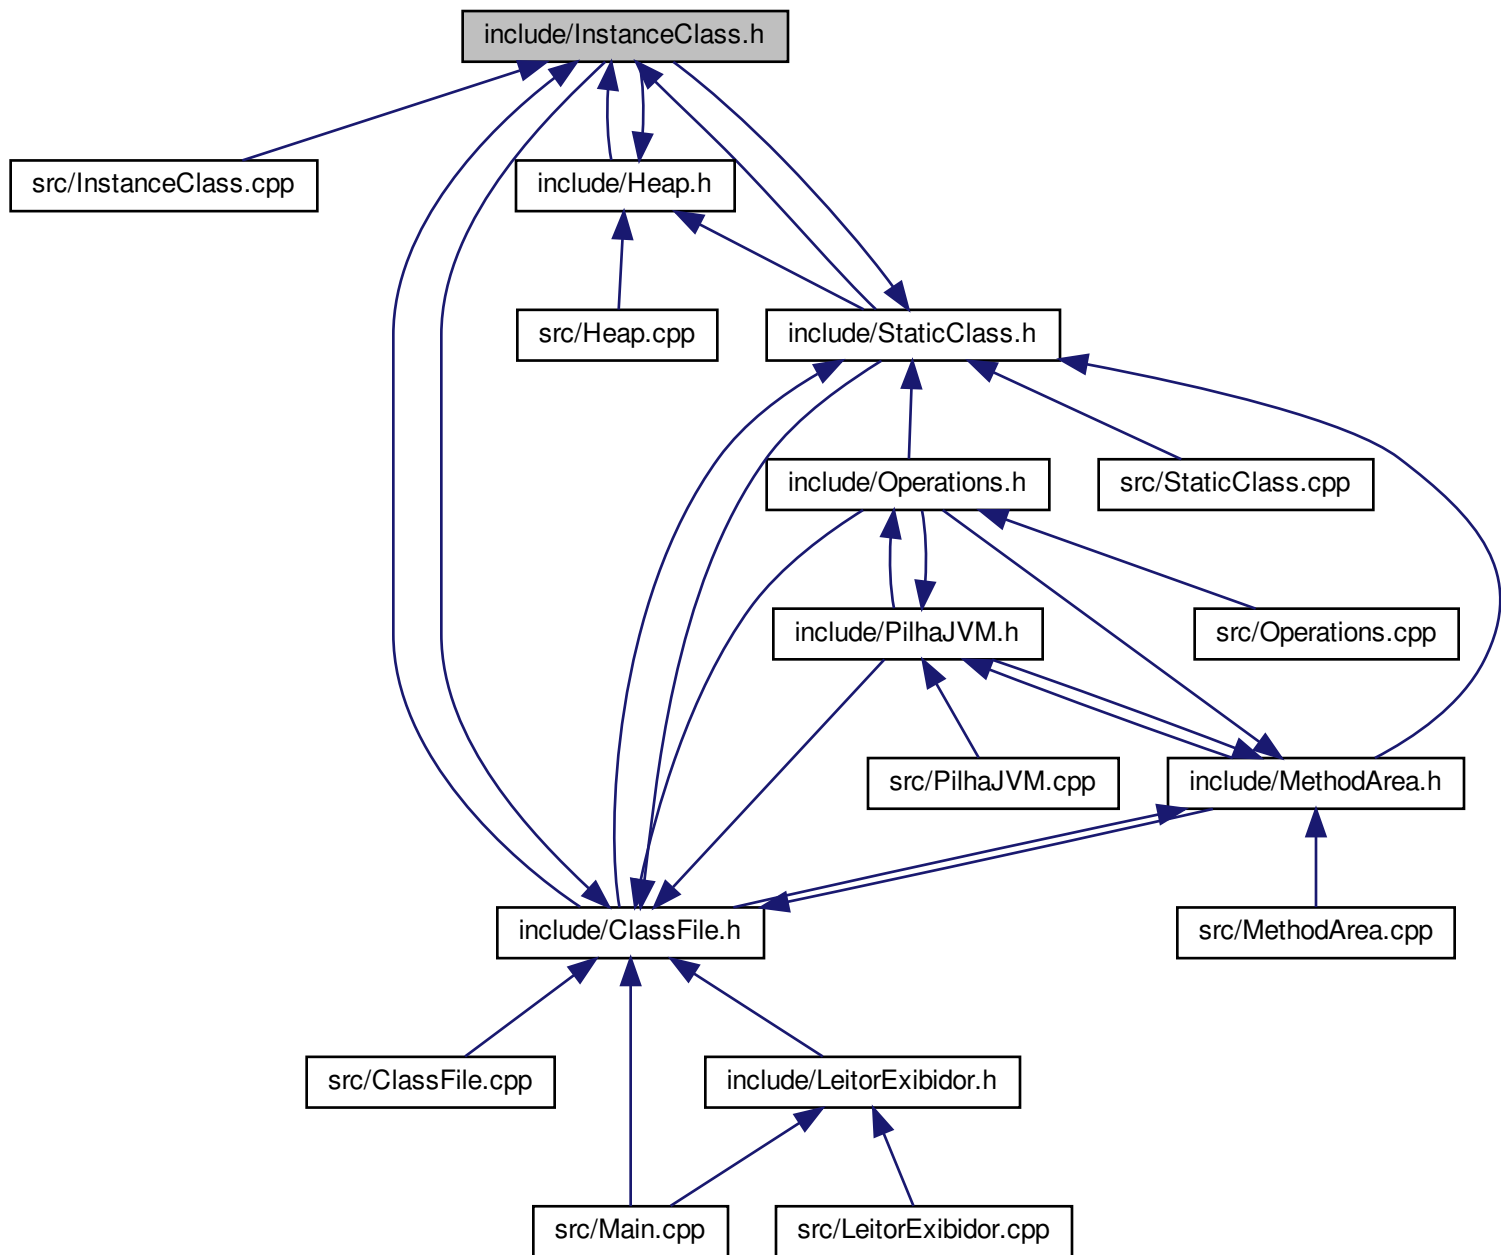 include/InstanceClass.h
src/InstanceClass.cpp
include/Heap.h
src/Heap.cpp
include/StaticClass.h
include/Operations.h
src/StaticClass.cpp
include/PilhaJVM.h
src/Operations.cpp
src/PilhaJVM.cpp
include/MethodArea.h
include/ClassFile.h
src/MethodArea.cpp
src/ClassFile.cpp
include/LeitorExibidor.h
src/Main.cpp
src/LeitorExibidor.cpp